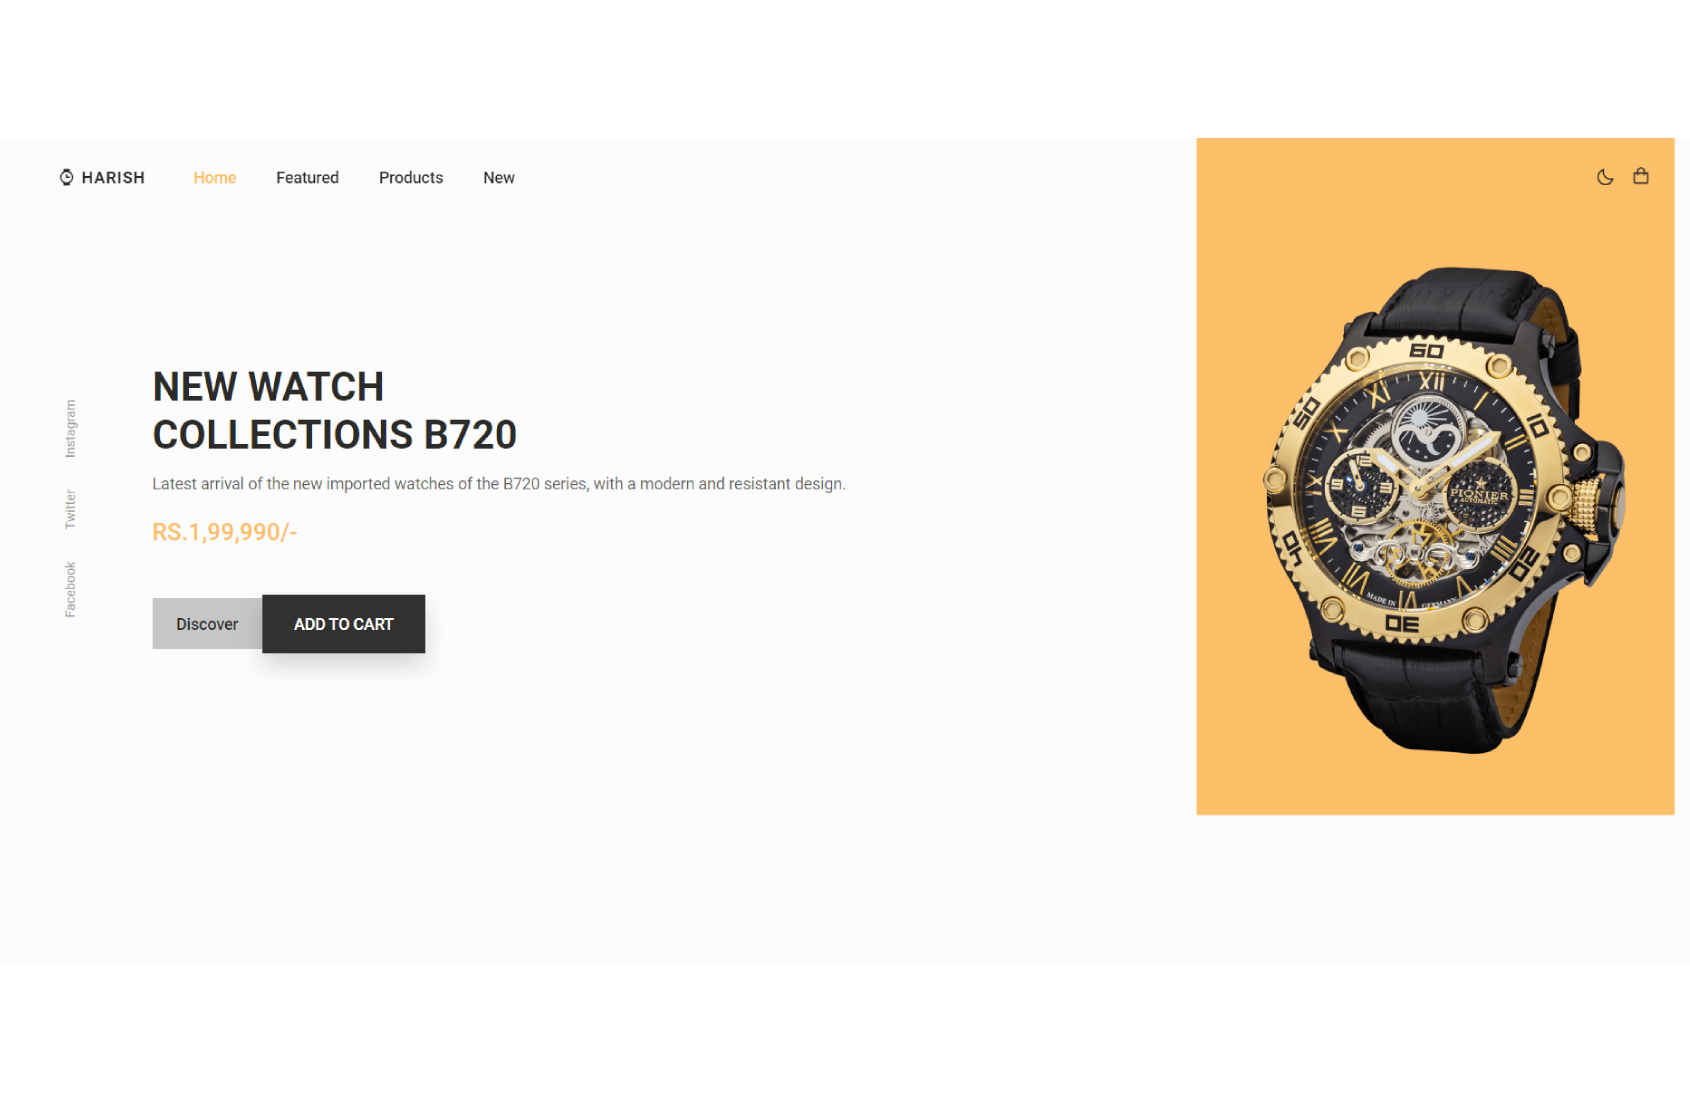 HARISH Home Featured Products New
NEW WATCH
COLLECTIONS B720
Latest arrival of the new imported watches of the B720 series, with a modern and resistant design.
RS.1,99,990/-
Discover ADD TO CART
Instagram
Twitter
Facebook
60
10
20
30
40
50
XII
XI
X
PIONIER
AUTOMATIC
MADE IN GERMANY